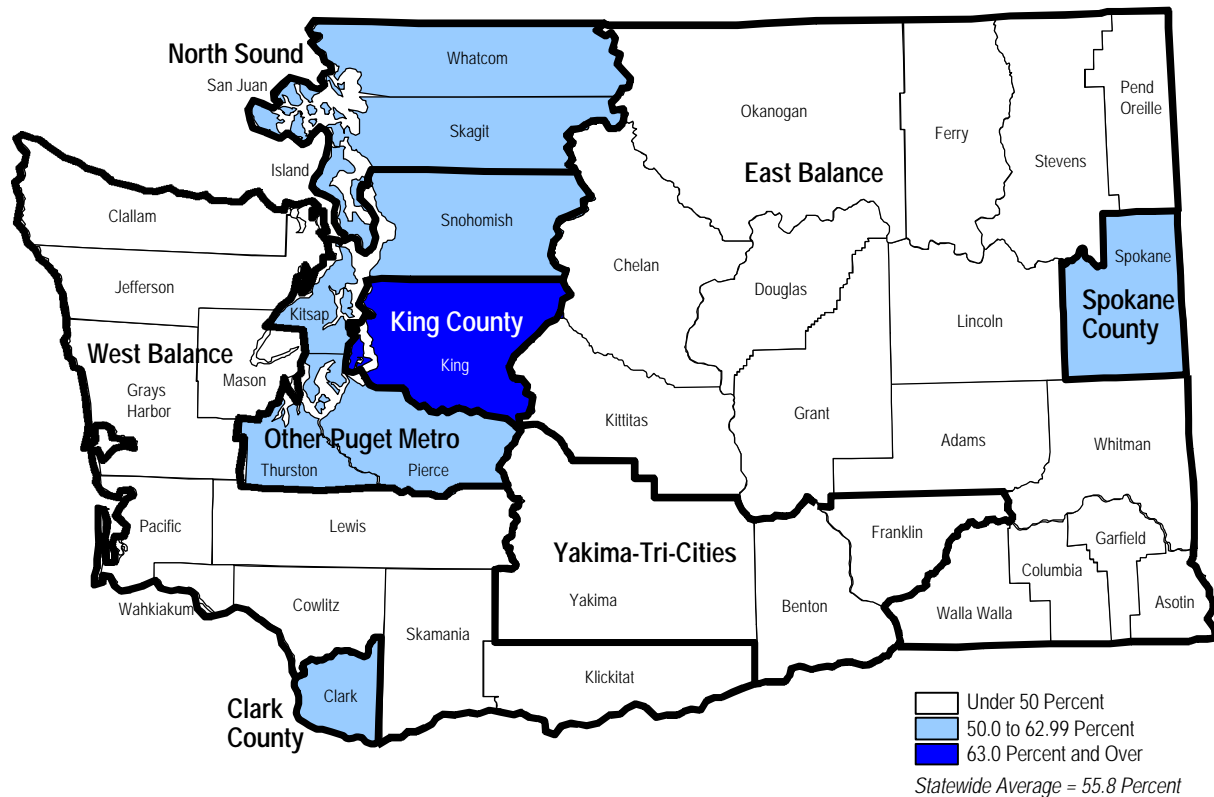 North Sound
San Juan
Whatcom
Skagit
Island
Snohomish
Okanogan
Ferry
Stevens
Pend
Oreille
East Balance
Clallam
Jefferson
Kitsap
Chelan
Douglas
Lincoln
Spokane
Spokane
County
King County
King
West Balance
Mason
Grays
Harbor
Kittitas
Grant
Adams
Whitman
Other Puget Metro
Thurston
Pierce
Pacific
Lewis
Yakima-Tri-Cities
Franklin
Garfield
Columbia
Wahkiakum
Cowlitz
Skamania
Yakima
Benton
Walla Walla
Asotin
Klickitat
Clark
Clark
County
Under 50 Percent
50.0 to 62.99 Percent
63.0 Percent and Over
Statewide Average = 55.8 Percent